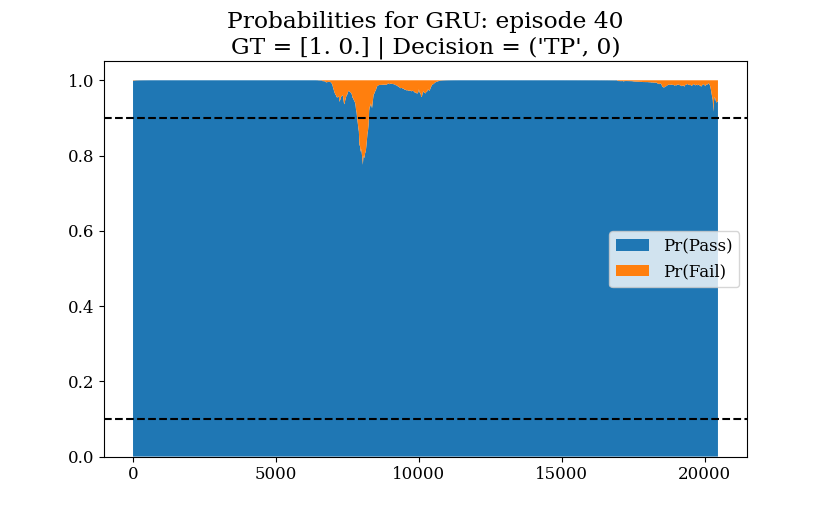 Probabilities for GRU: episode 40
GT = [1. 0.] | Decision = ('TP', 0)
1.0
0.8
0.6
0.4
0.2
0.0
Pr(Pass)
Pr(Fail)
0
5000
10000
15000
20000